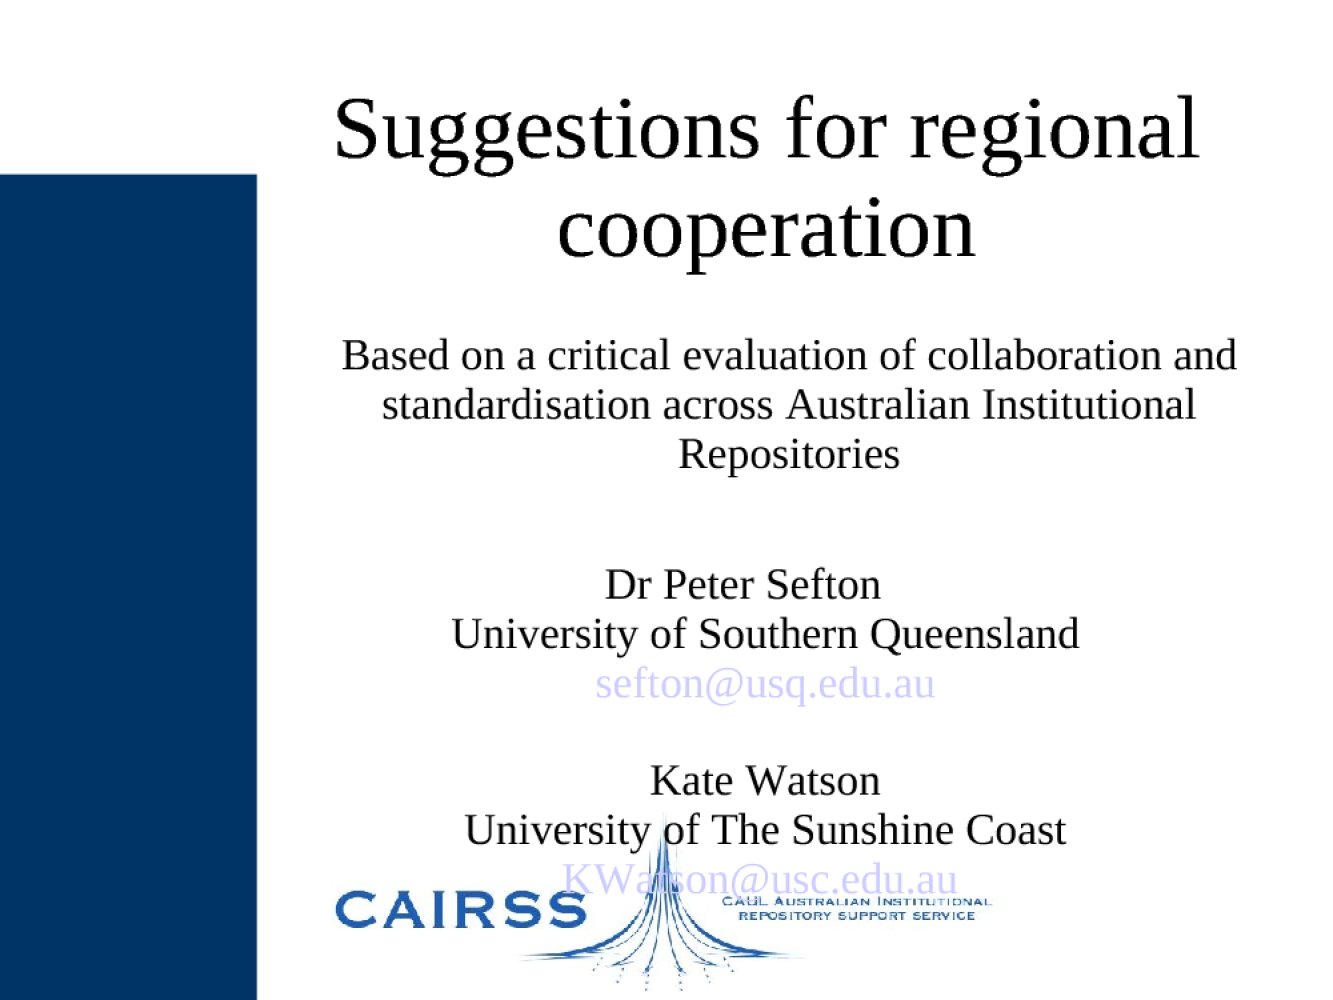 Suggestions for regional
cooperation
Based on a critical evaluation of collaboration and
standardisation across Australian Institutional
Repositories
Dr Peter Sefton
University of Southern Queensland
sefton@usq.edu.au
Kate Watson
University of The Sunshine Coast
KWatson@usc.edu.au
CAIRSS
CAUL AUSTRALIAN INSTITUTIONAL
REPOSITORY SUPPORT SERVICE